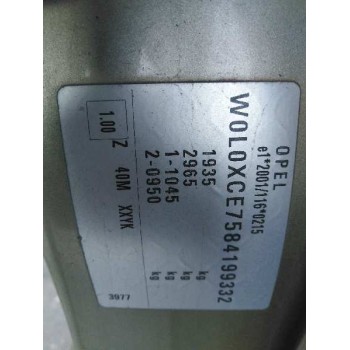 OPEL
e1*2001/116*0215
W0L0XCE7584199332
1935 kg
2965 kg
1-1045 kg
2-0950 kg
1.00 Z 40M XXYK
3977